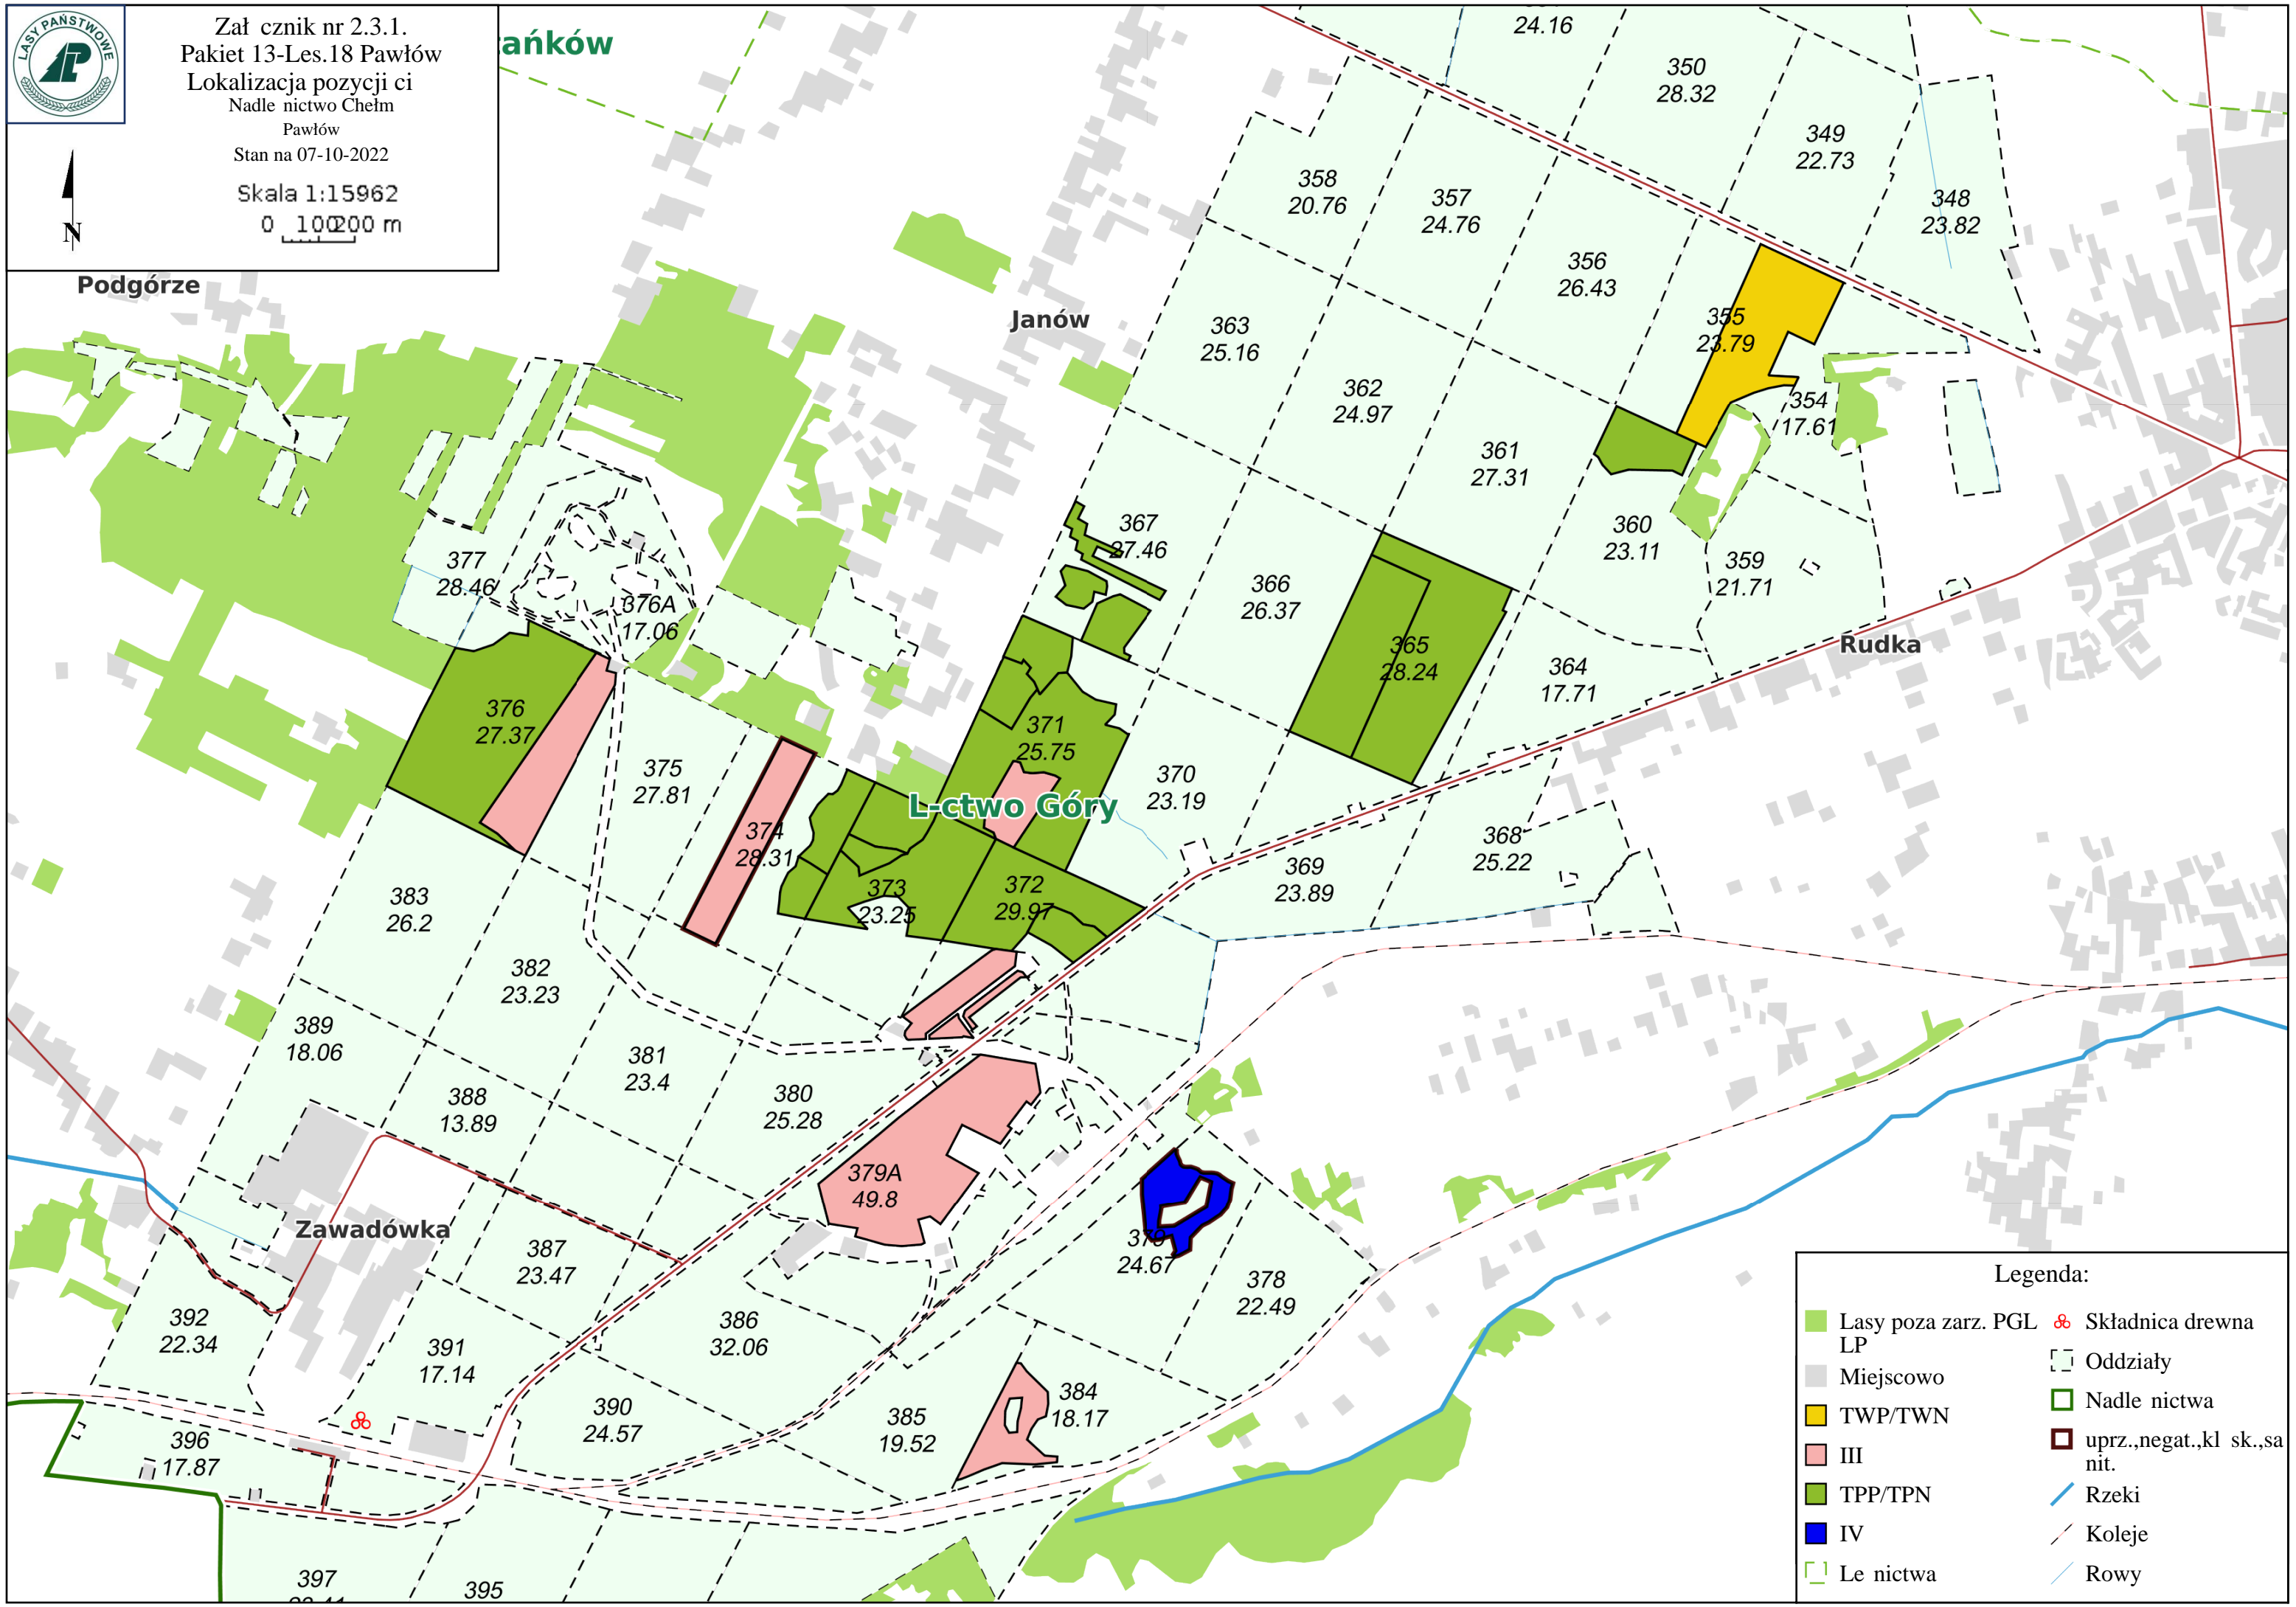 LASY PAŃSTWOWE
Zał cznik nr 2.3.1.
Pakiet 13-Les.18 Pawłów
Lokalizacja pozycji ci
Nadle nictwo Chełm
Pawłów
Stan na 07-10-2022
Skala 1:15962
0 100 200 m
N
ańków
24.16
350
28.32
349
22.73
348
23.82
358
20.76
357
24.76
356
26.43
355
23.79
354
17.61
Podgórze
Janów
363
25.16
362
24.97
361
27.31
360
23.11
359
21.71
367
27.46
366
26.37
365
28.24
364
17.71
Rudka
377
28.46
376A
17.06
376
27.37
375
27.81
374
28.31
371
25.75
L-ctwo Góry
370
23.19
373
23.25
372
29.97
369
23.89
368
25.22
383
26.2
382
23.23
389
18.06
388
13.89
381
23.4
380
25.28
379A
49.8
379
24.67
378
22.49
Zawadówka
387
23.47
386
32.06
392
22.34
391
17.14
390
24.57
385
19.52
384
18.17
396
17.87
397
395
Legenda:
Lasy poza zarz. PGL
LP
Miejscowo
TWP/TWN
III
TPP/TPN
IV
Le nictwa
Składnica drewna
Oddziały
Nadle nictwa
uprz.,negat.,kl sk.,sa
nit.
Rzeki
Koleje
Rowy